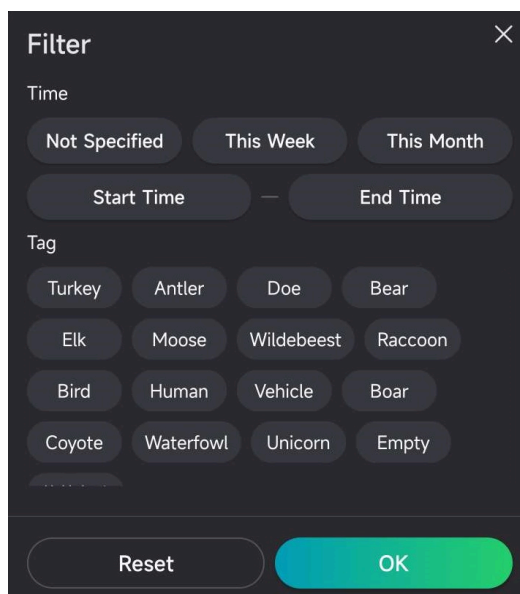 Filter
Time
Not Specified This Week This Month
Start Time — End Time
Tag
Turkey Antler Doe Bear
Elk Moose Wildebeest Raccoon
Bird Human Vehicle Boar
Coyote Waterfowl Unicorn Empty
Reset OK